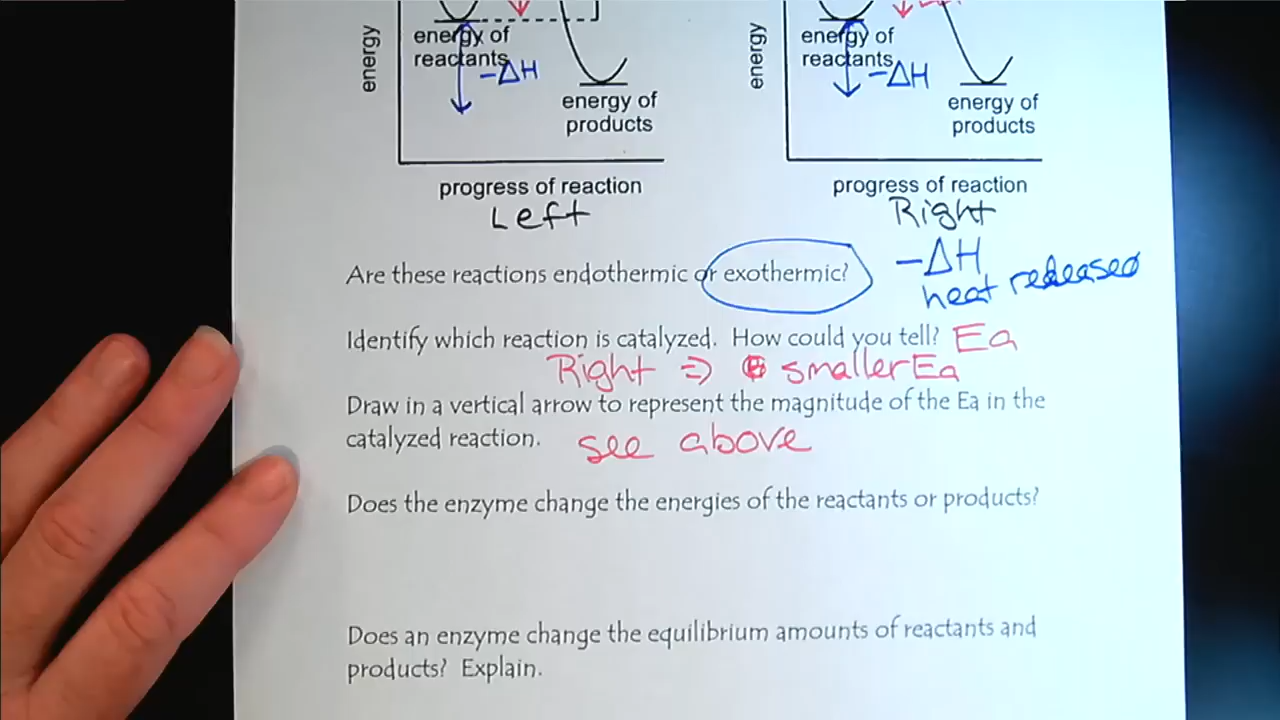 energy
energy of
reactants
-ΔH
energy of
products
progress of reaction
Left
energy
energy of
reactants
-ΔH
energy of
products
progress of reaction
Right
Are these reactions endothermic or exothermic? -ΔH
heat released
Identify which reaction is catalyzed. How could you tell? Ea
Right ⇒ smaller Ea
Draw in a vertical arrow to represent the magnitude of the Ea in the
catalyzed reaction. see above
Does the enzyme change the energies of the reactants or products?
Does an enzyme change the equilibrium amounts of reactants and
products? Explain.